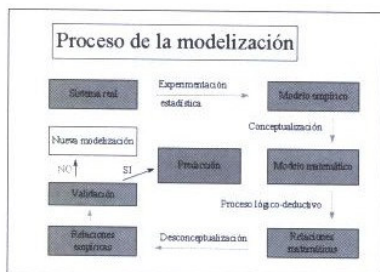 Proceso de la modelización
Sistema real
Experimentación
estadística
Modelo empírico
Conceptualización
Nueva modelización
NO
SI
Predicción
Modelo matemático
Validación
Proceso lógico-deductivo
Relaciones
empíricas
Desconceptualización
Relaciones
matemáticas